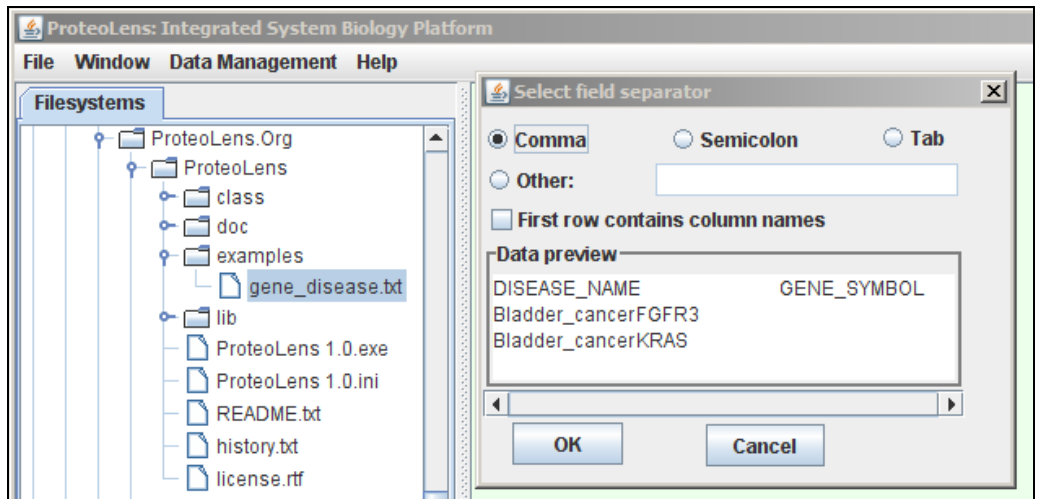 ProteoLens: Integrated System Biology Platform
File Window Data Management Help
Filesystems
ProteoLens.Org
ProteoLens
class
doc
examples
gene_disease.txt
lib
ProteoLens 1.0.exe
ProteoLens 1.0.ini
README.txt
history.txt
license.rtf
Select field separator
Comma Semicolon Tab
Other:
First row contains column names
Data preview
DISEASE_NAME GENE_SYMBOL
Bladder_cancerFGFR3
Bladder_cancerKRAS
OK Cancel